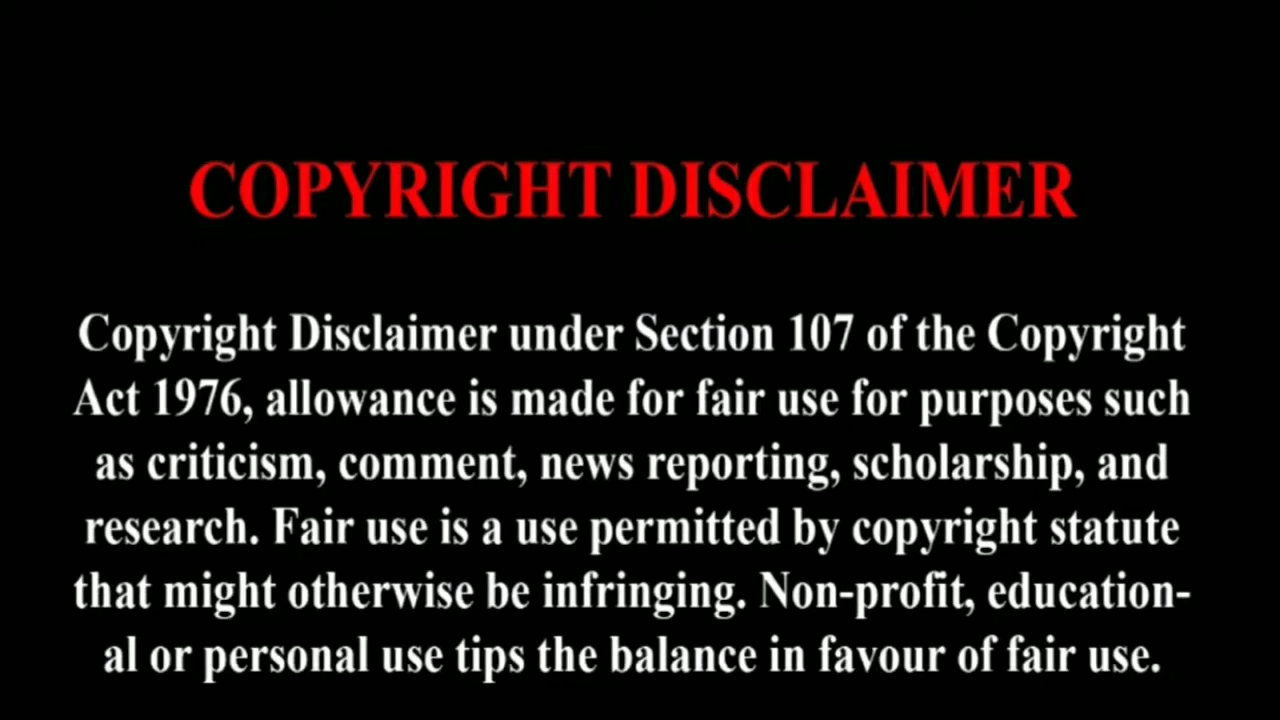 COPYRIGHT DISCLAIMER
Copyright Disclaimer under Section 107 of the Copyright
Act 1976, allowance is made for fair use for purposes such
as criticism, comment, news reporting, scholarship, and
research. Fair use is a use permitted by copyright statute
that might otherwise be infringing. Non-profit, education-
al or personal use tips the balance in favour of fair use.